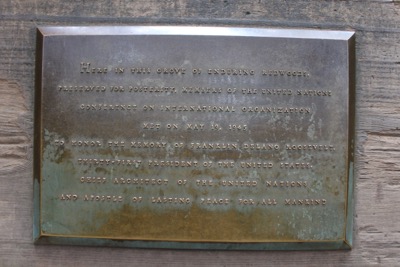 HERE IN THIS GROVE OF ENDURING REDWOODS,
PRESERVED FOR POSTERITY, MEMBERS OF THE UNITED NATIONS
CONFERENCE ON INTERNATIONAL ORGANIZATION
MET ON MAY 19, 1945
TO HONOR THE MEMORY OF FRANKLIN DELANO ROOSEVELT,
THIRTY-FIRST PRESIDENT OF THE UNITED STATES,
CHIEF ARCHITECT OF THE UNITED NATIONS
AND APOSTLE OF LASTING PEACE FOR ALL MANKIND